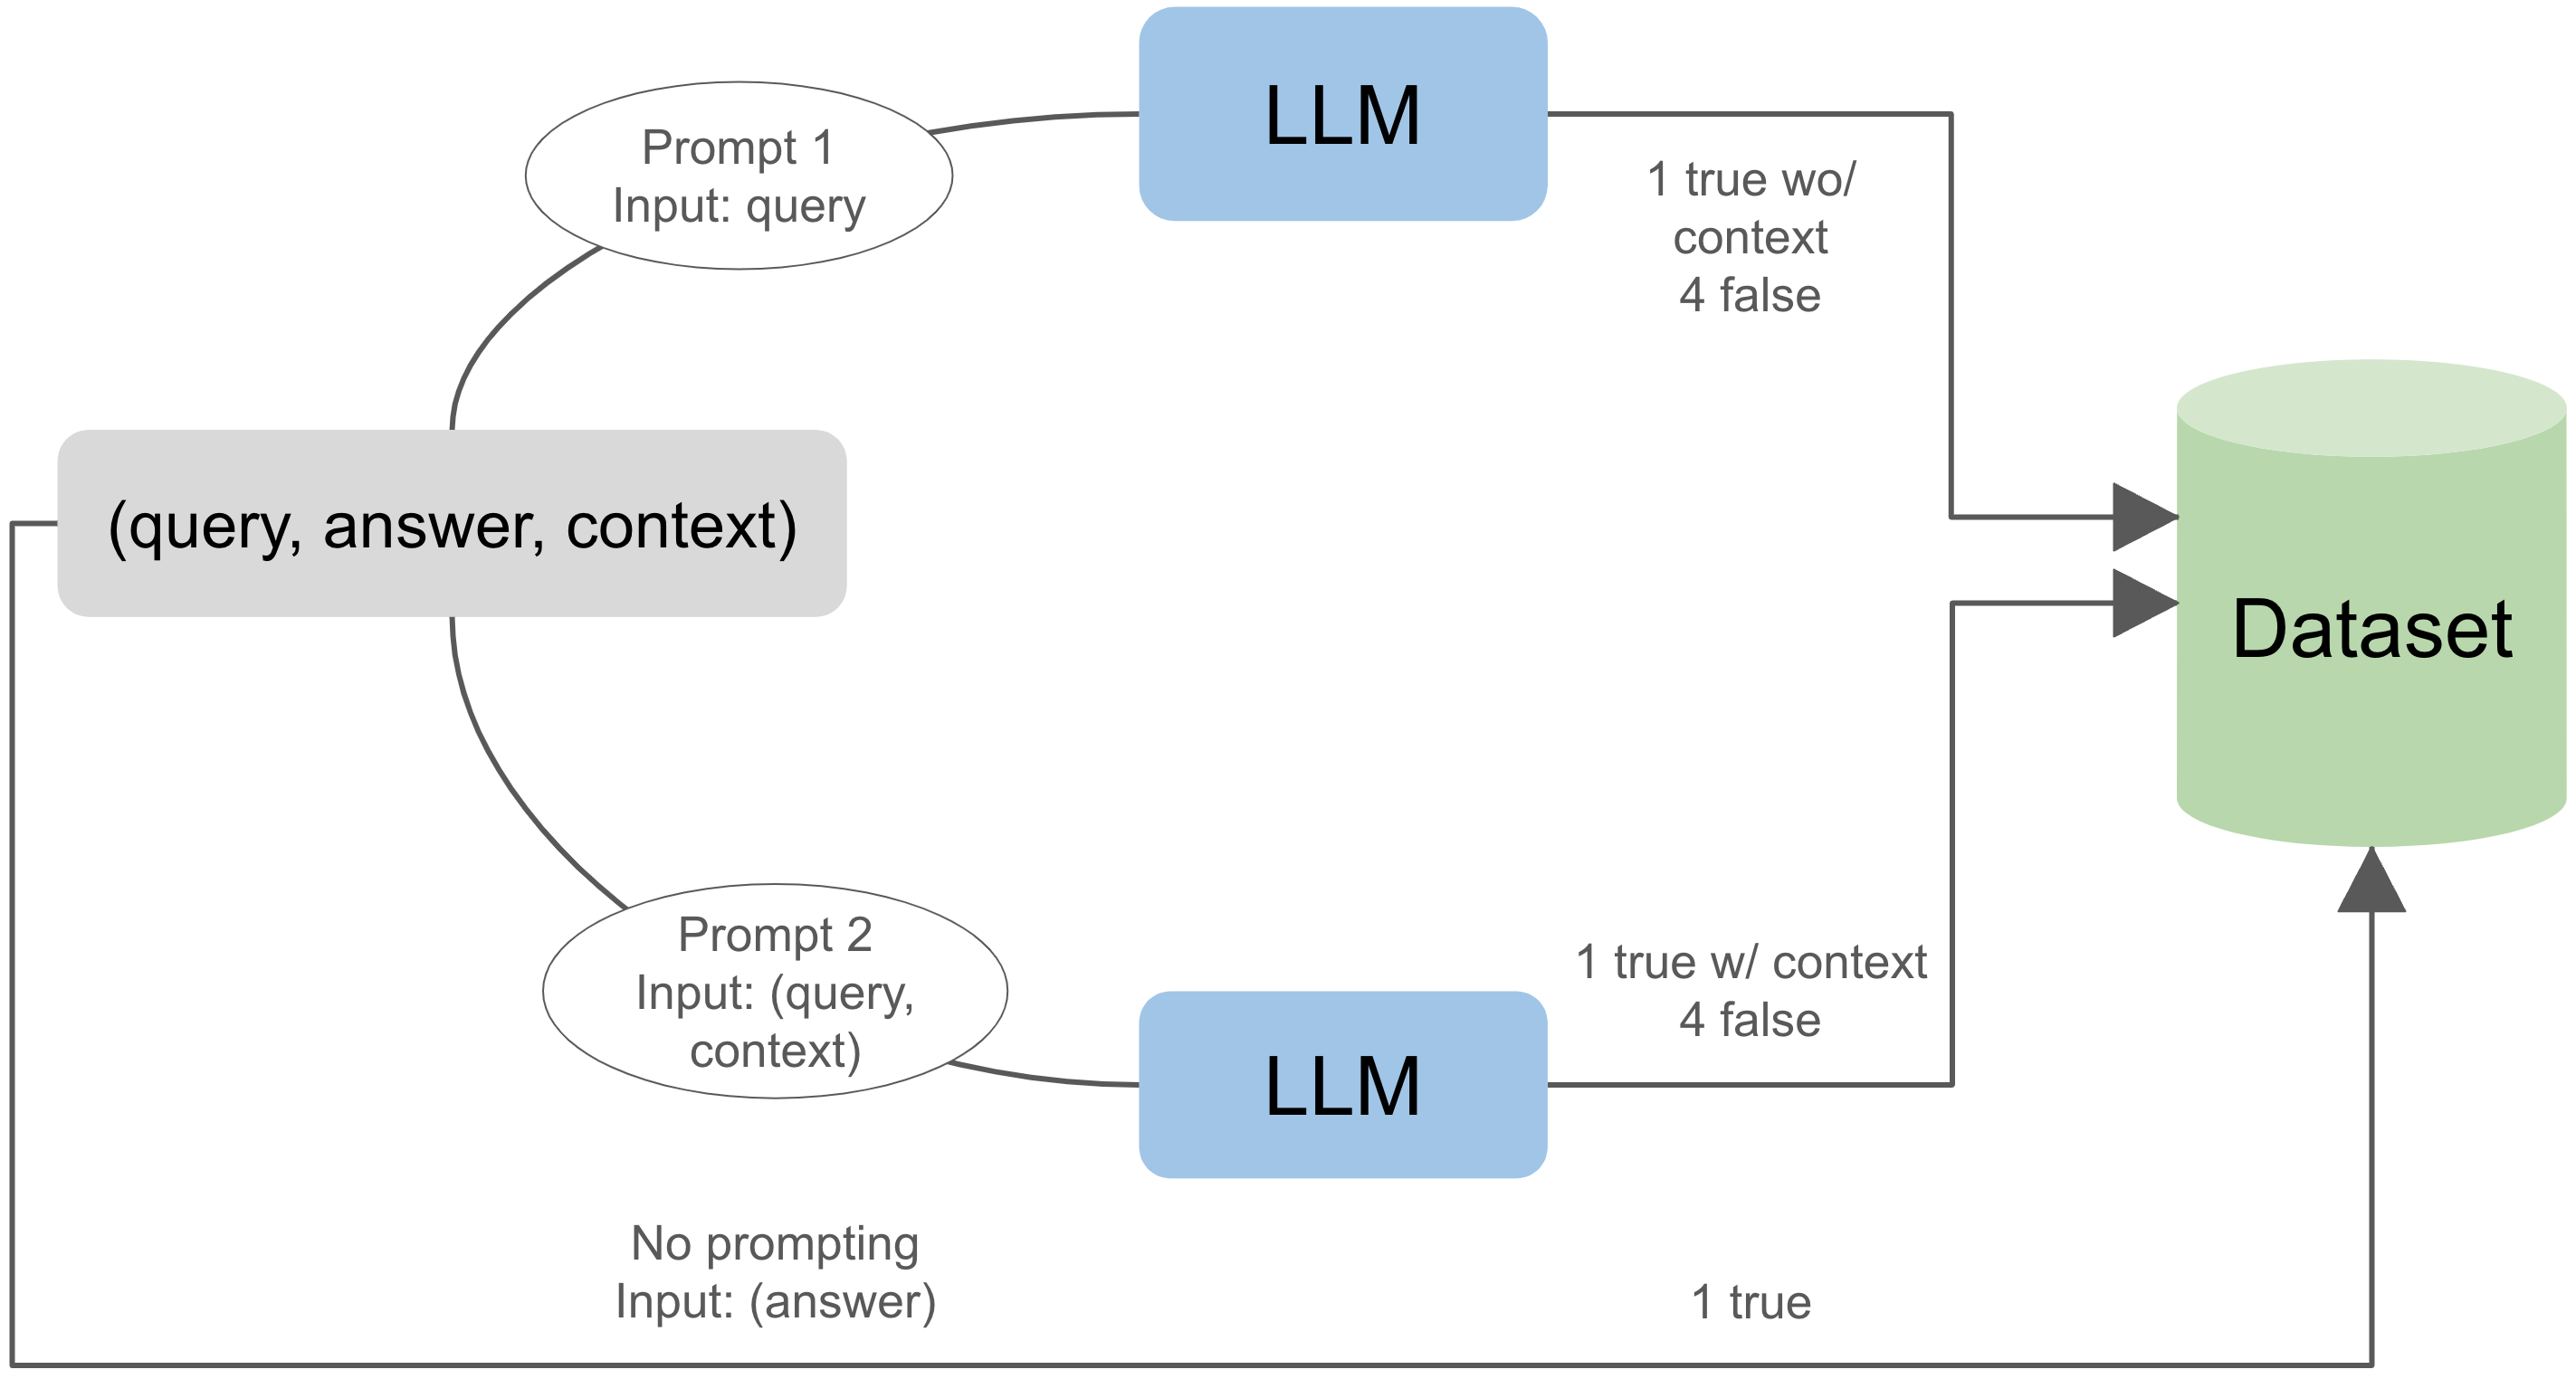 LLM
Prompt 1
Input: query
1 true wo/
context
4 false
(query, answer, context)
Dataset
Prompt 2
Input: (query,
context)
1 true w/ context
4 false
LLM
No prompting
Input: (answer)
1 true